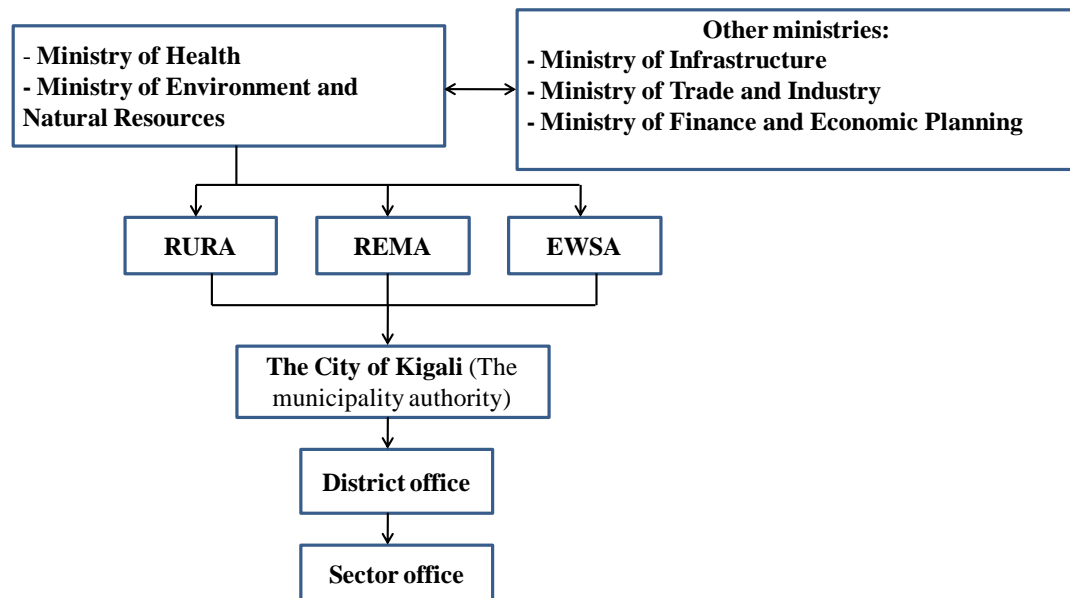 - Ministry of Health
- Ministry of Environment and
Natural Resources
Other ministries:
- Ministry of Infrastructure
- Ministry of Trade and Industry
- Ministry of Finance and Economic Planning
RURA
REMA
EWSA
The City of Kigali (The
municipality authority)
District office
Sector office